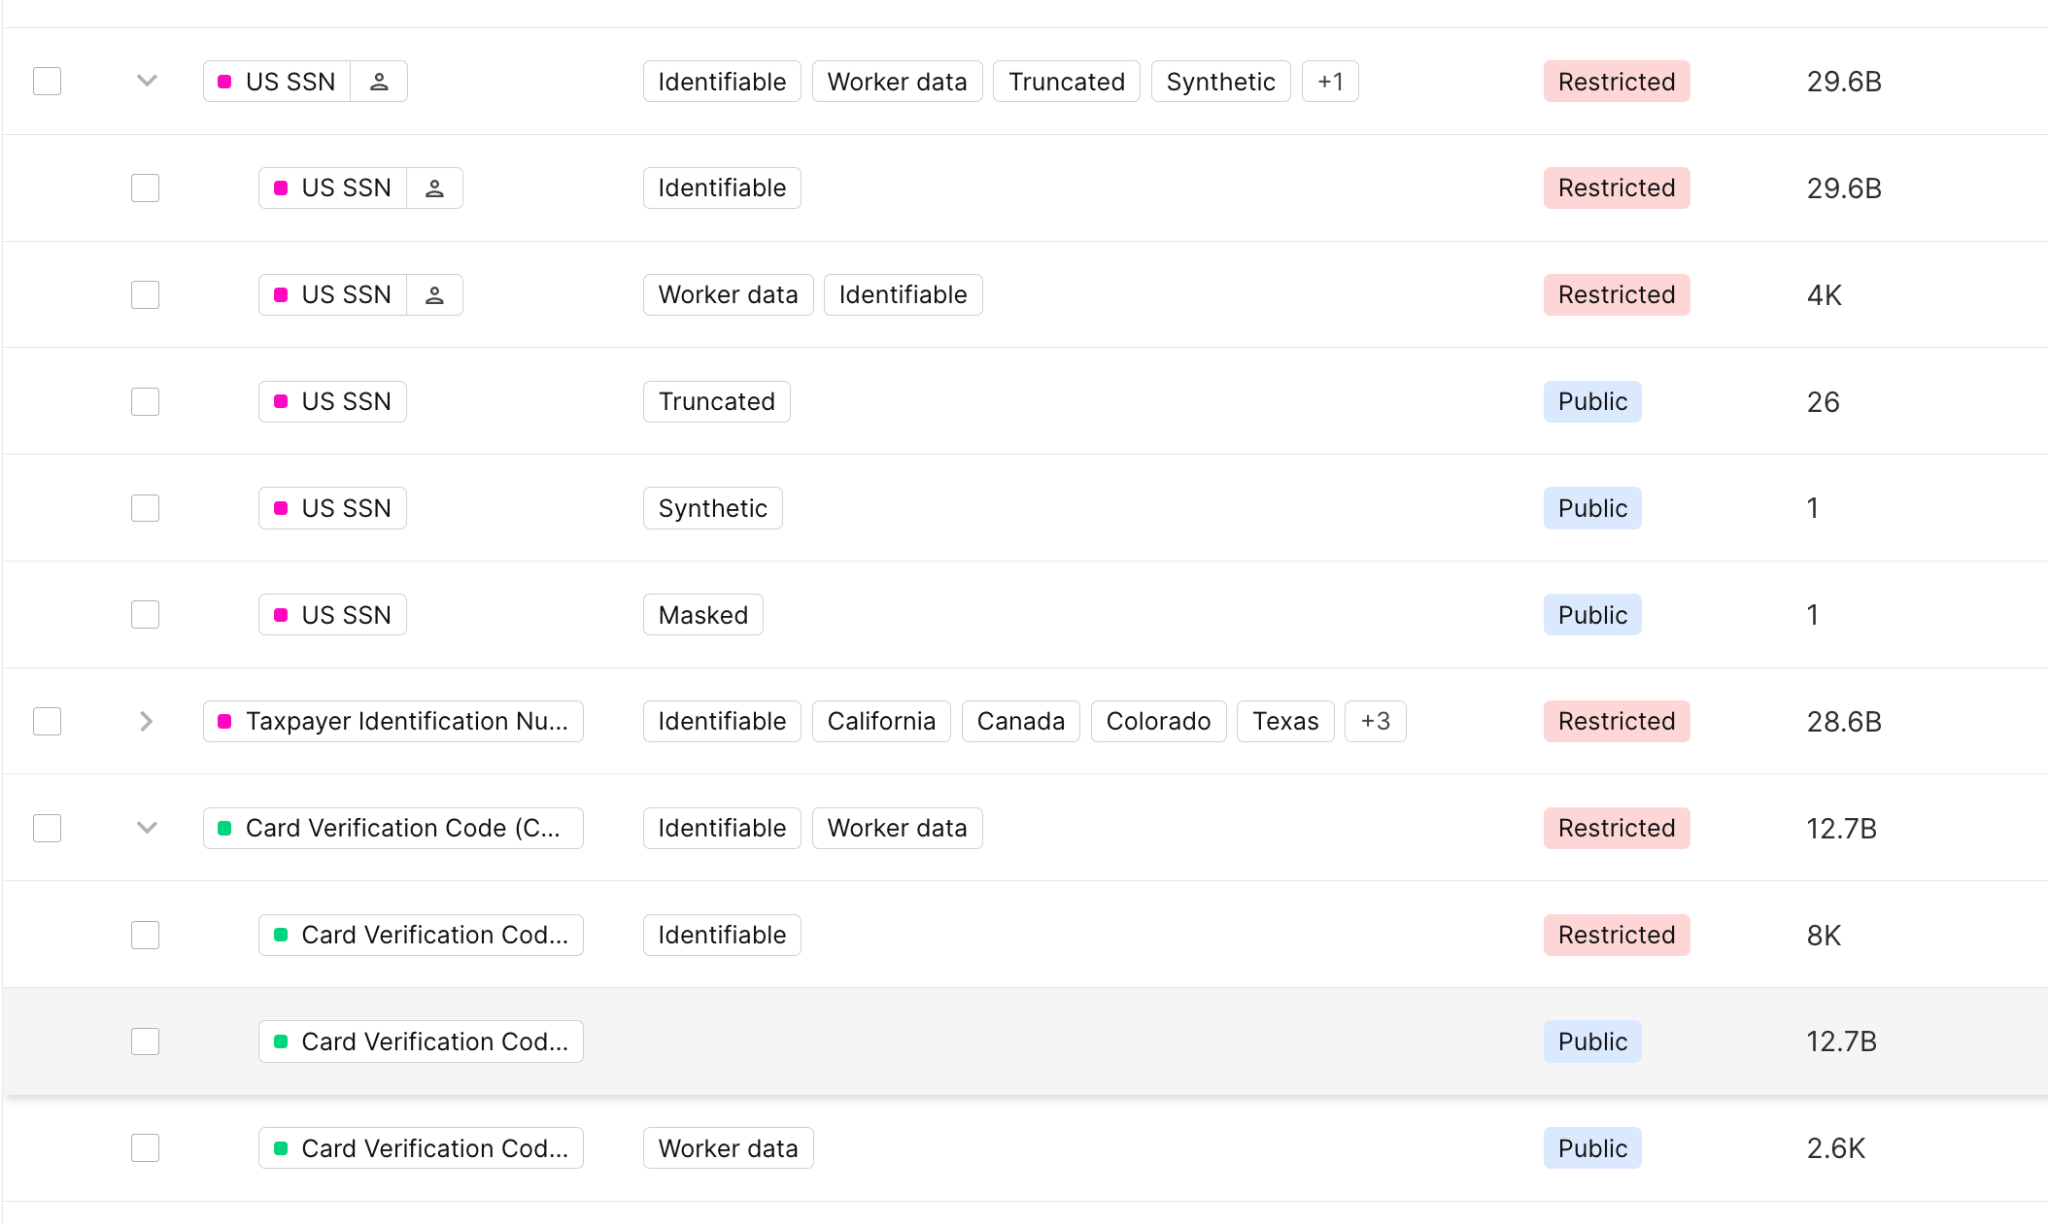 US SSN Identifiable Worker data Truncated Synthetic +1 Restricted 29.6B
US SSN Identifiable Restricted 29.6B
US SSN Worker data Identifiable Restricted 4K
US SSN Truncated Public 26
US SSN Synthetic Public 1
US SSN Masked Public 1
Taxpayer Identification Nu... Identifiable California Canada Colorado Texas +3 Restricted 28.6B
Card Verification Code (C... Identifiable Worker data Restricted 12.7B
Card Verification Cod... Identifiable Restricted 8K
Card Verification Cod... Public 12.7B
Card Verification Cod... Worker data Public 2.6K